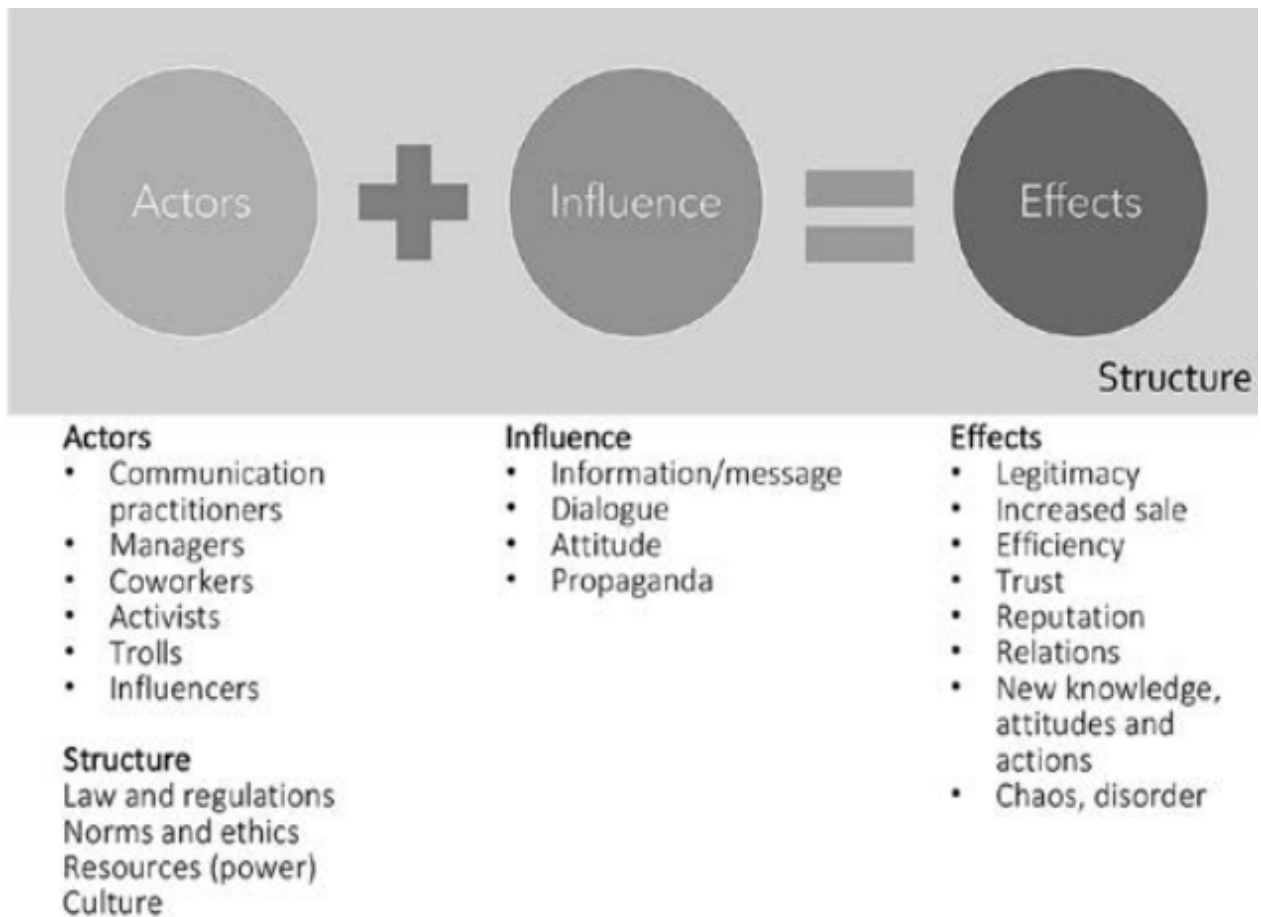 Actors
Influence
Effects
Structure
Actors
• Communication
practitioners
• Managers
• Coworkers
• Activists
• Trolls
• Influencers
Structure
Law and regulations
Norms and ethics
Resources (power)
Culture
Influence
• Information/message
• Dialogue
• Attitude
• Propaganda
Effects
• Legitimacy
• Increased sale
• Efficiency
• Trust
• Reputation
• Relations
• New knowledge,
attitudes and
actions
• Chaos, disorder